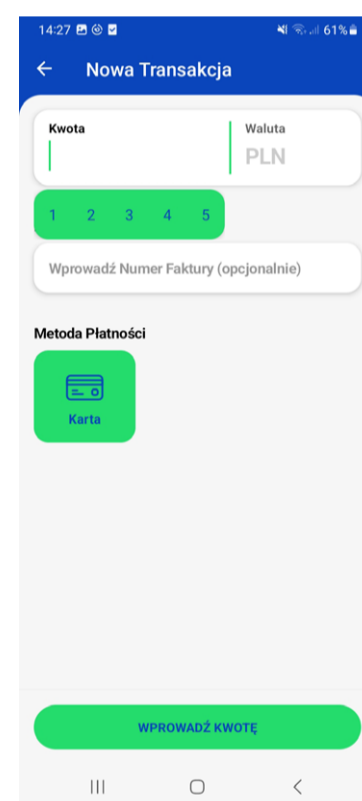 14:27 61%
Nowa Transakcja
Kwota Waluta
PLN
1 2 3 4 5
Wprowadź Numer Faktury (opcjonalnie)
Metoda Płatności
Karta
WPROWADŹ KWOTĘ